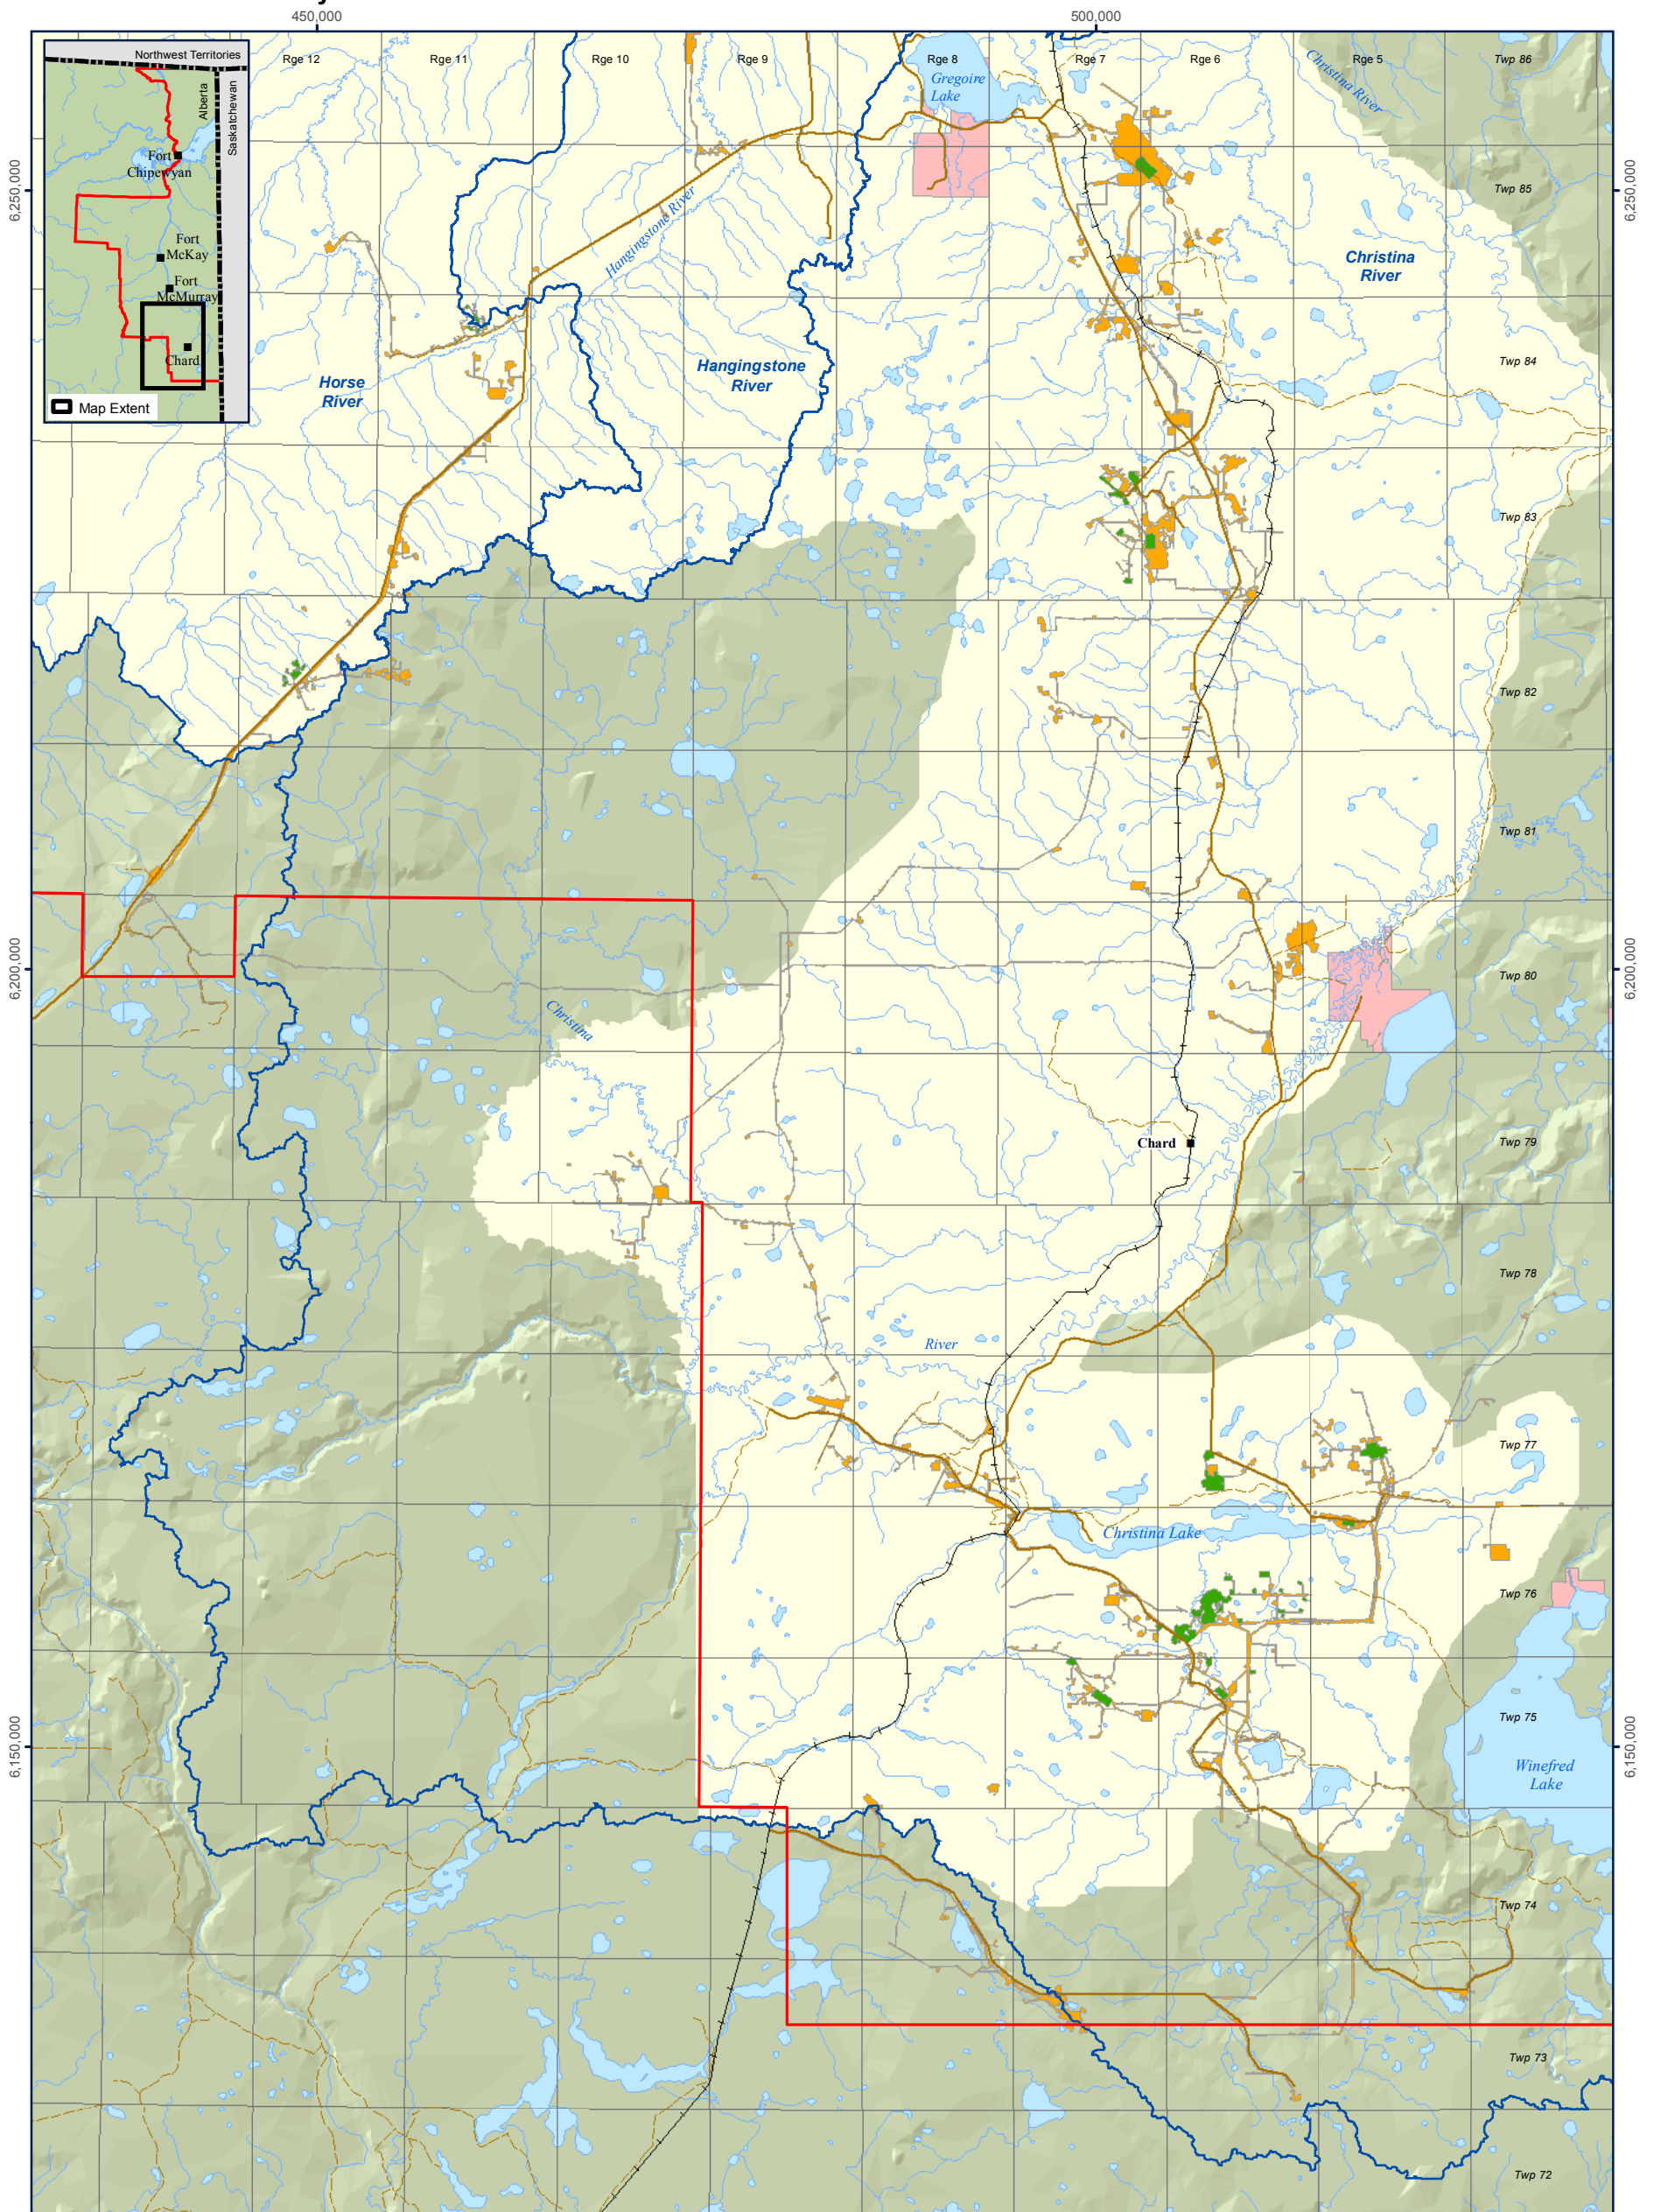 450,000
500,000
Northwest Territories
Alberta
Saskatchewan
Fort
Chipewyan
Fort
McKay
Fort
McMurray
Chard
Map Extent
Rge 12
Rge 11
Rge 10
Rge 9
Rge 8
Rge 7
Rge 6
Rge 5
Twp 86
Gregoire
Lake
Christina River
6,250,000
6,250,000
Twp 85
Hangingstone River
Christina
River
Twp 84
Horse
River
Hangingstone
River
Twp 83
Twp 82
Twp 81
6,200,000
6,200,000
Twp 80
Christina
Chard
Twp 79
Twp 78
River
Twp 77
Christina Lake
Twp 76
Twp 75
6,150,000
6,150,000
Winefred
Lake
Twp 74
Twp 73
Twp 72